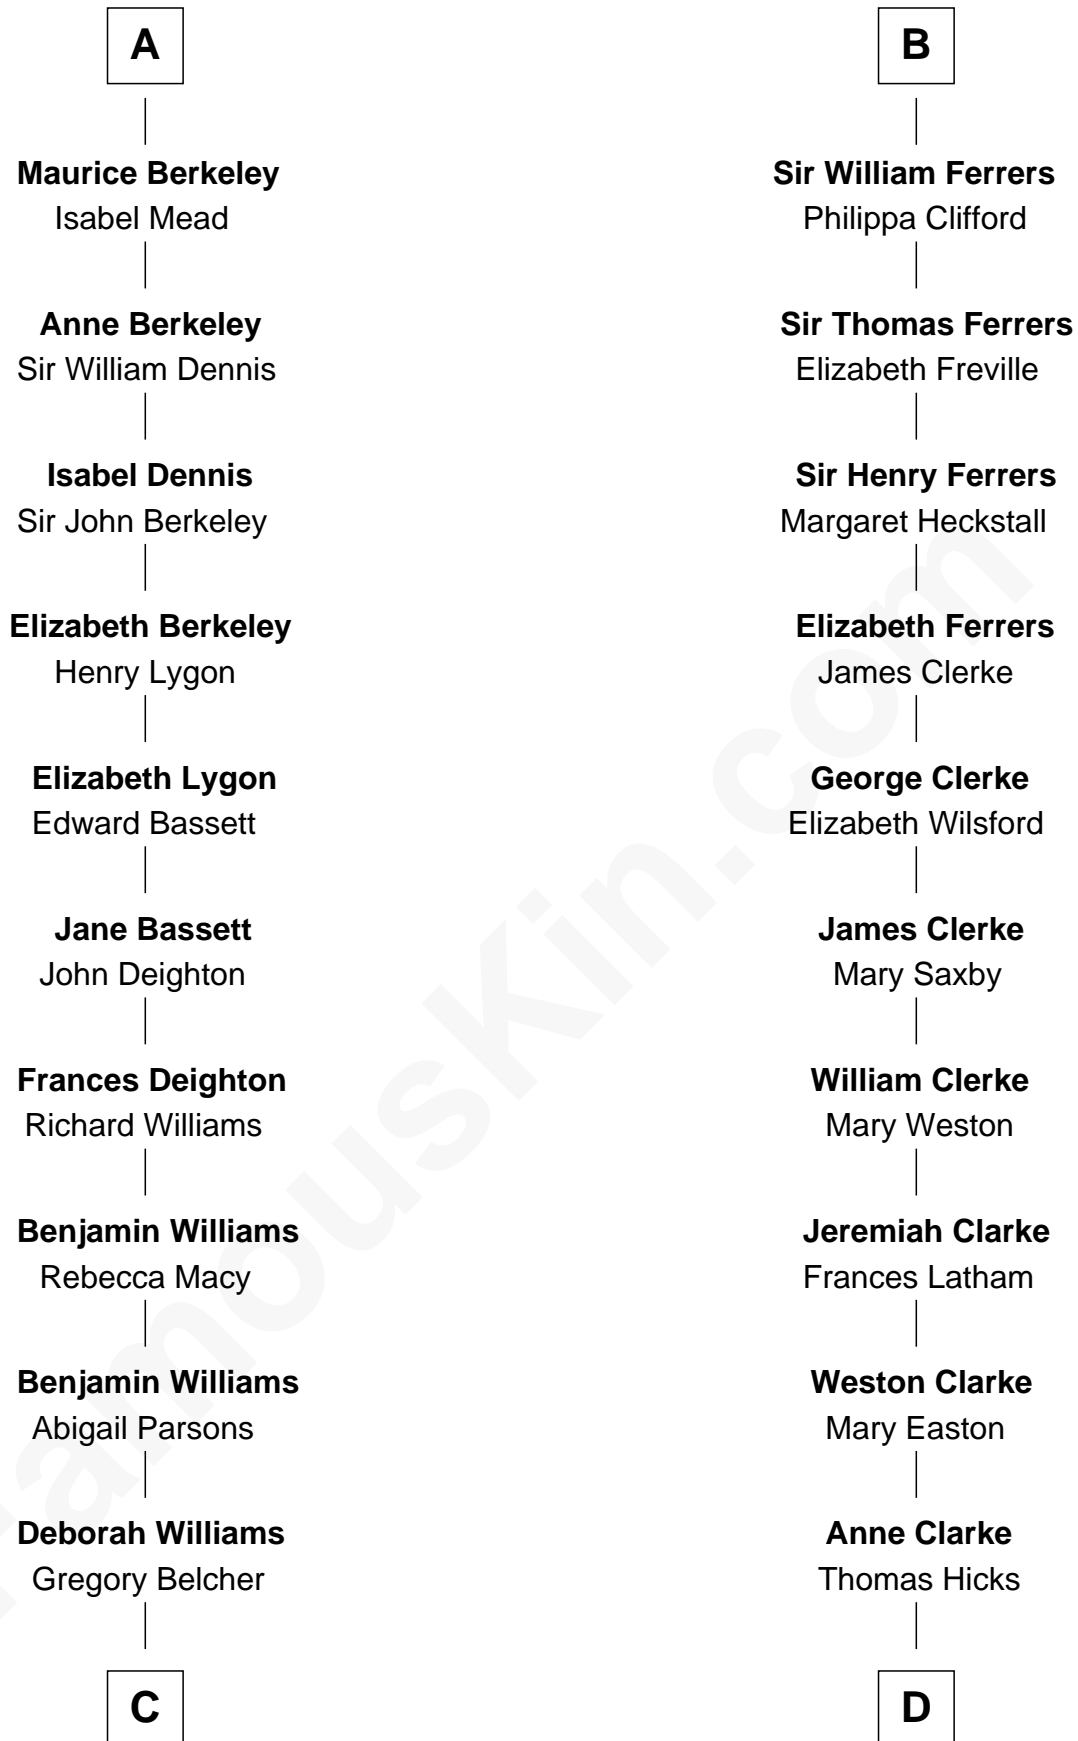 A
Maurice Berkeley
Isabel Mead
Anne Berkeley
Sir William Dennis
Isabel Dennis
Sir John Berkeley
Elizabeth Berkeley
Henry Lygon
Elizabeth Lygon
Edward Bassett
Jane Bassett
John Deighton
Frances Deighton
Richard Williams
Benjamin Williams
Rebecca Macy
Benjamin Williams
Abigail Parsons
Deborah Williams
Gregory Belcher
C
B
Sir William Ferrers
Philippa Clifford
Sir Thomas Ferrers
Elizabeth Freville
Sir Henry Ferrers
Margaret Heckstall
Elizabeth Ferrers
James Clerke
George Clerke
Elizabeth Wilsford
James Clerke
Mary Saxby
William Clerke
Mary Weston
Jeremiah Clarke
Frances Latham
Weston Clarke
Mary Easton
Anne Clarke
Thomas Hicks
D
FamousKin.com